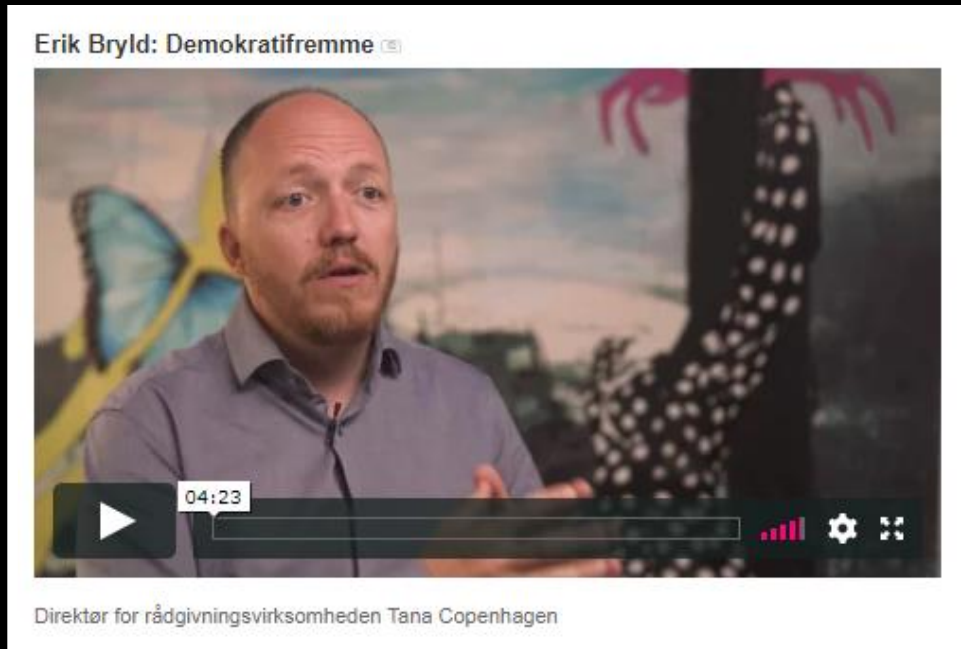 Erik Bryld: Demokratifremme
04:23
Direktør for rådgivningsvirksomheden Tana Copenhagen